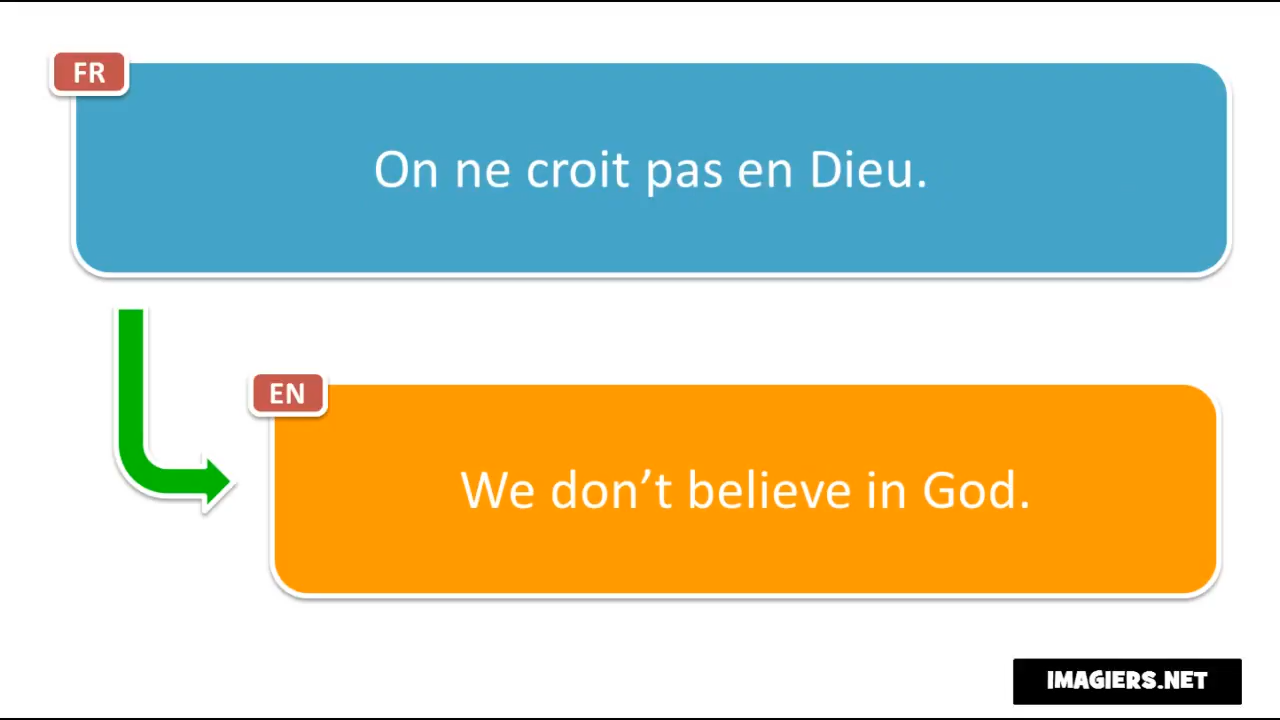 FR
On ne croit pas en Dieu.
EN
We don’t believe in God.
IMAGIERS.NET